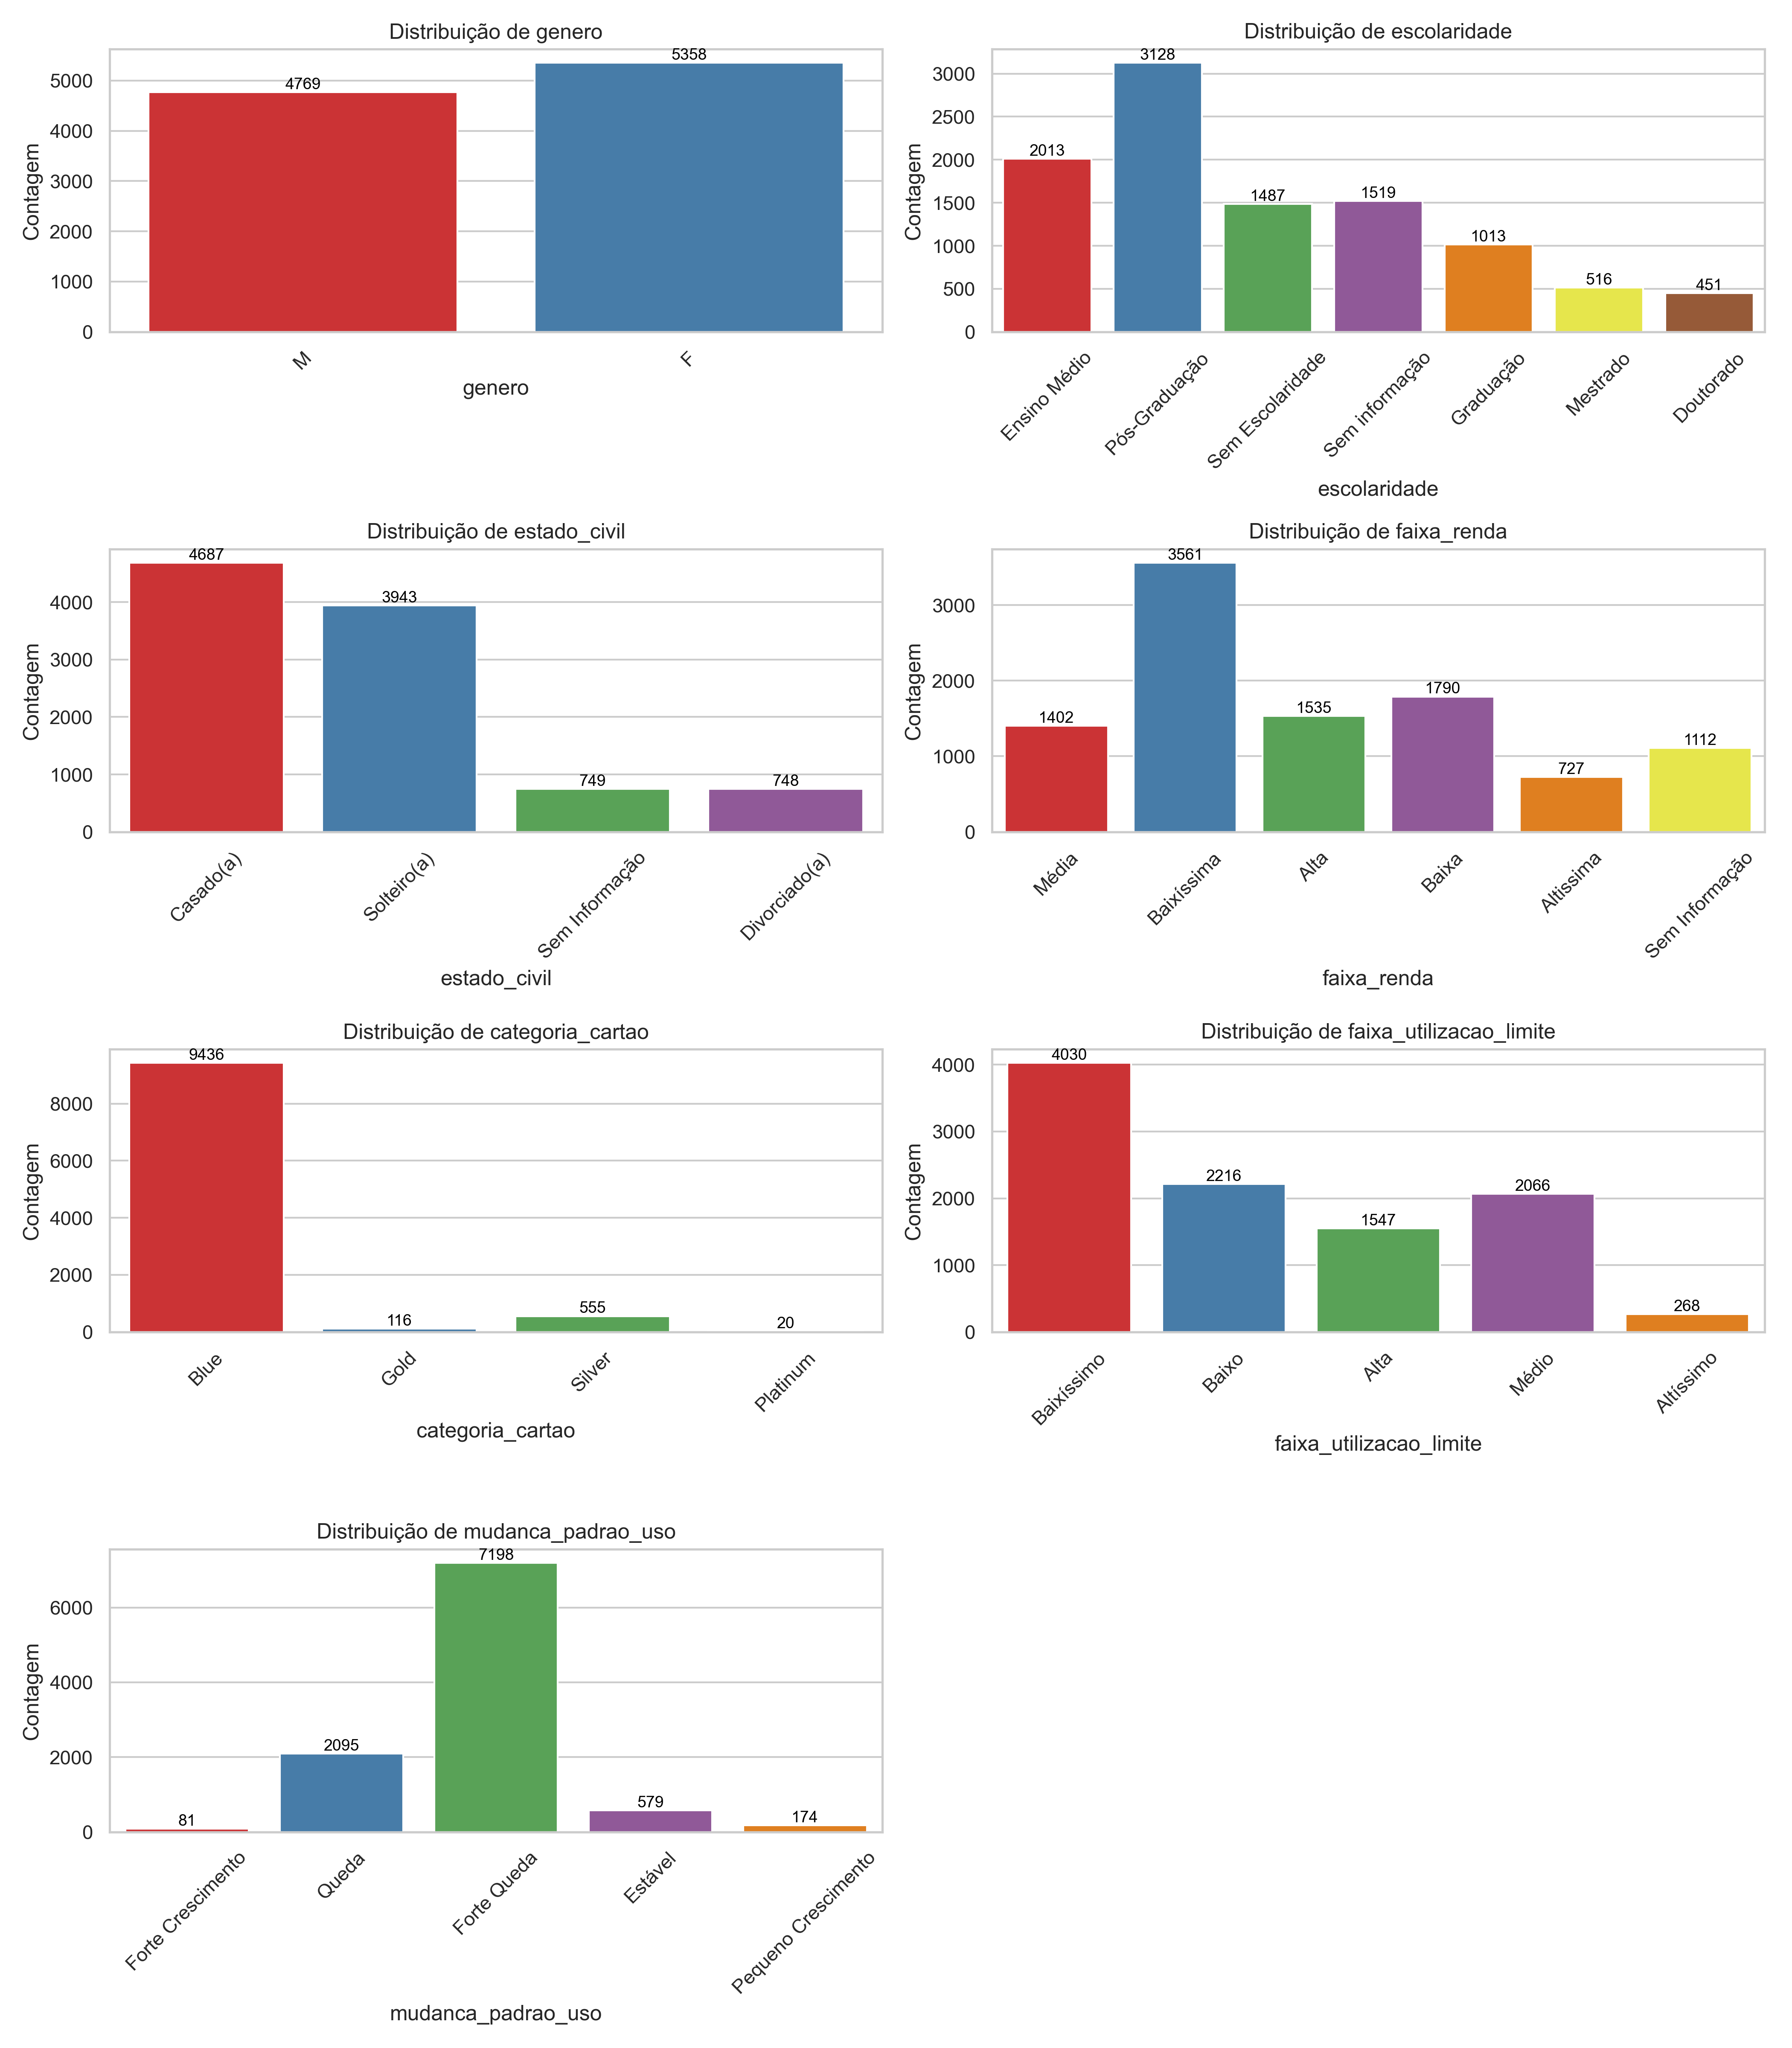 Distribuição de genero
Contagem
5000
4000
3000
2000
1000
0
4769
5358
M
F
genero
Distribuição de escolaridade
Contagem
3000
2500
2000
1500
1000
500
0
2013
3128
1487
1519
1013
516
451
Ensino Médio
Pós-Graduação
Sem Escolaridade
Sem informação
Graduação
Mestrado
Doutorado
escolaridade
Distribuição de estado_civil
Contagem
4000
3000
2000
1000
0
4687
3943
749
748
Casado(a)
Solteiro(a)
Sem Informação
Divorciado(a)
estado_civil
Distribuição de faixa_renda
Contagem
3000
2000
1000
0
1402
3561
1535
1790
727
1112
Média
Baixíssima
Alta
Baixa
Altissima
Sem Informação
faixa_renda
Distribuição de categoria_cartao
Contagem
8000
6000
4000
2000
0
9436
116
555
20
Blue
Gold
Silver
Platinum
categoria_cartao
Distribuição de faixa_utilizacao_limite
Contagem
4000
3000
2000
1000
0
4030
2216
1547
2066
268
Baixíssimo
Baixo
Alta
Médio
Altíssimo
faixa_utilizacao_limite
Distribuição de mudanca_padrao_uso
Contagem
6000
4000
2000
0
81
2095
7198
579
174
Forte Crescimento
Queda
Forte Queda
Estável
Pequeno Crescimento
mudanca_padrao_uso